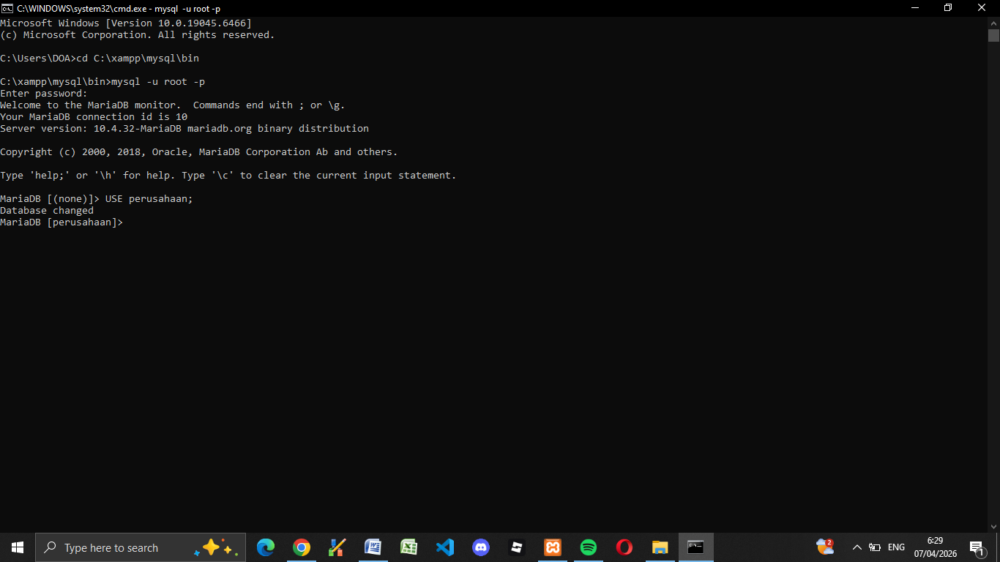 C:\WINDOWS\system32\cmd.exe - mysql  -u root -p
Microsoft Windows [Version 10.0.19045.6466]
(c) Microsoft Corporation. All rights reserved.
C:\Users\DOA>cd C:\xampp\mysql\bin
C:\xampp\mysql\bin>mysql -u root -p
Enter password:
Welcome to the MariaDB monitor.  Commands end with ; or \g.
Your MariaDB connection id is 10
Server version: 10.4.32-MariaDB mariadb.org binary distribution
Copyright (c) 2000, 2018, Oracle, MariaDB Corporation Ab and others.
Type 'help;' or '\h' for help. Type '\c' to clear the current input statement.
MariaDB [(none)]> USE perusahaan;
Database changed
MariaDB [perusahaan]>
Type here to search
2
ENG
6:29
07/04/2026
1